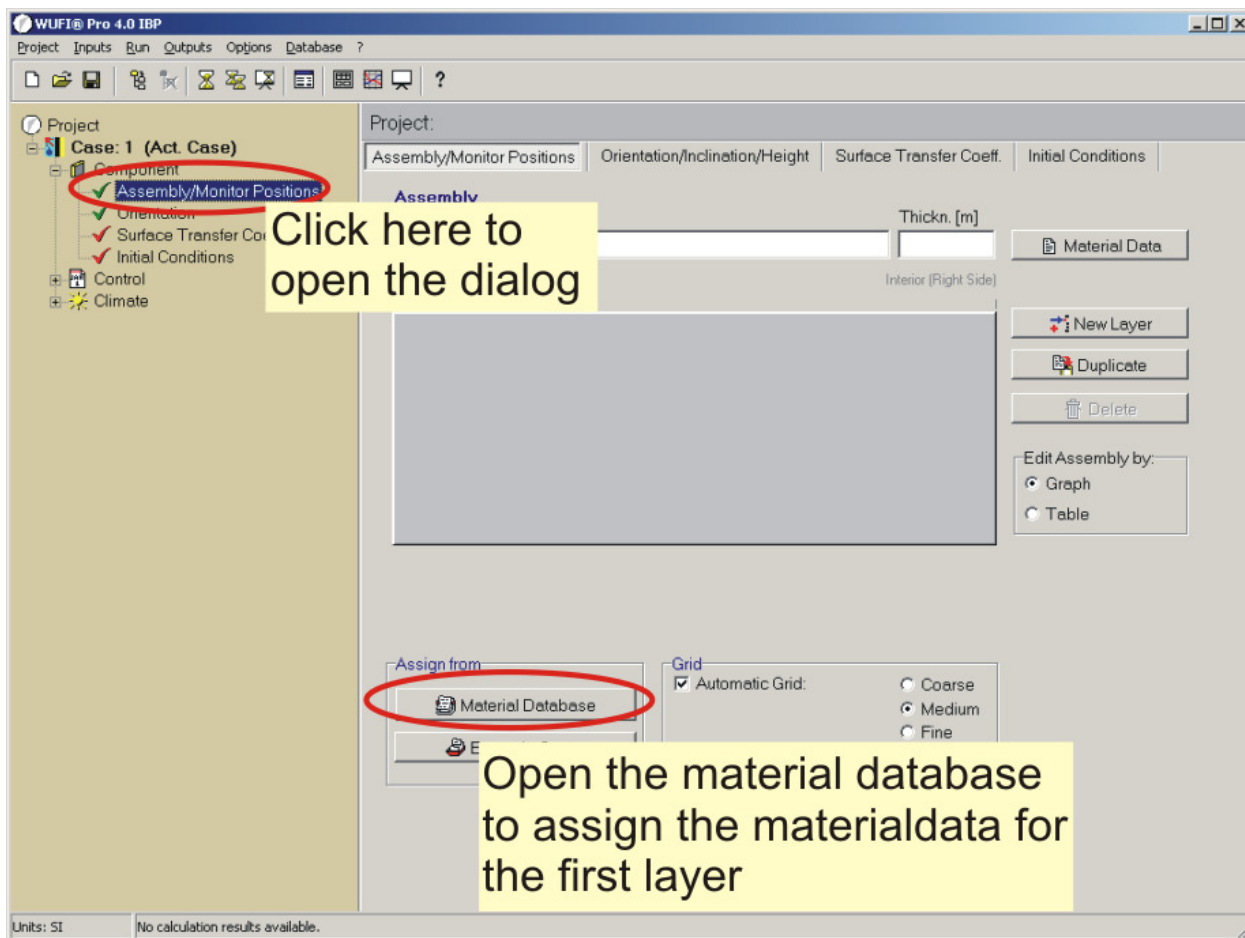 WUFI® Pro 4.0 IBP
Project Inputs Run Outputs Options Database ?
?
Project
Case: 1 (Act. Case)
Component
Assembly/Monitor Positions
Orientation
Surface Transfer
Initial Conditions
Control
Climate
Click here to
open the dialog
Project:
Assembly/Monitor Positions Orientation/Inclination/Height Surface Transfer Coeff. Initial Conditions
Assembly
Thickn. [m]
Material Data
Interior (Right Side)
New Layer
Duplicate
Delete
Edit Assembly by:
Graph
Table
Assign from
Material Database
Grid
Automatic Grid:
Coarse
Medium
Fine
Open the material database
to assign the materialdata for
the first layer
Units: SI No calculation results available.